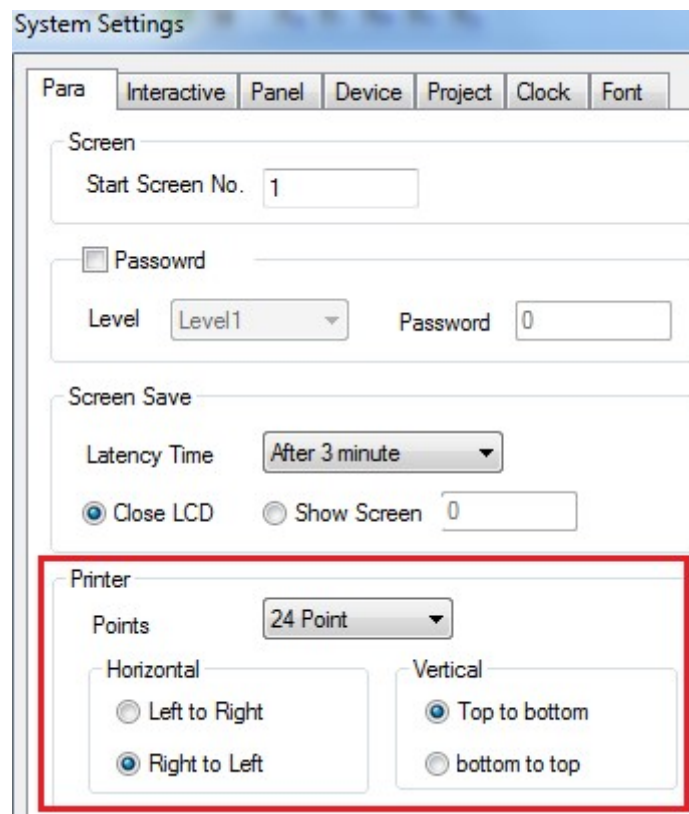 System Settings
Para Interactive Panel Device Project Clock Font
Screen
Start Screen No. 1
Passowrd
Level Level1 Password 0
Screen Save
Latency Time After 3 minute
Close LCD Show Screen 0
Printer
Points 24 Point
Horizontal Vertical
Left to Right Top to bottom
Right to Left bottom to top